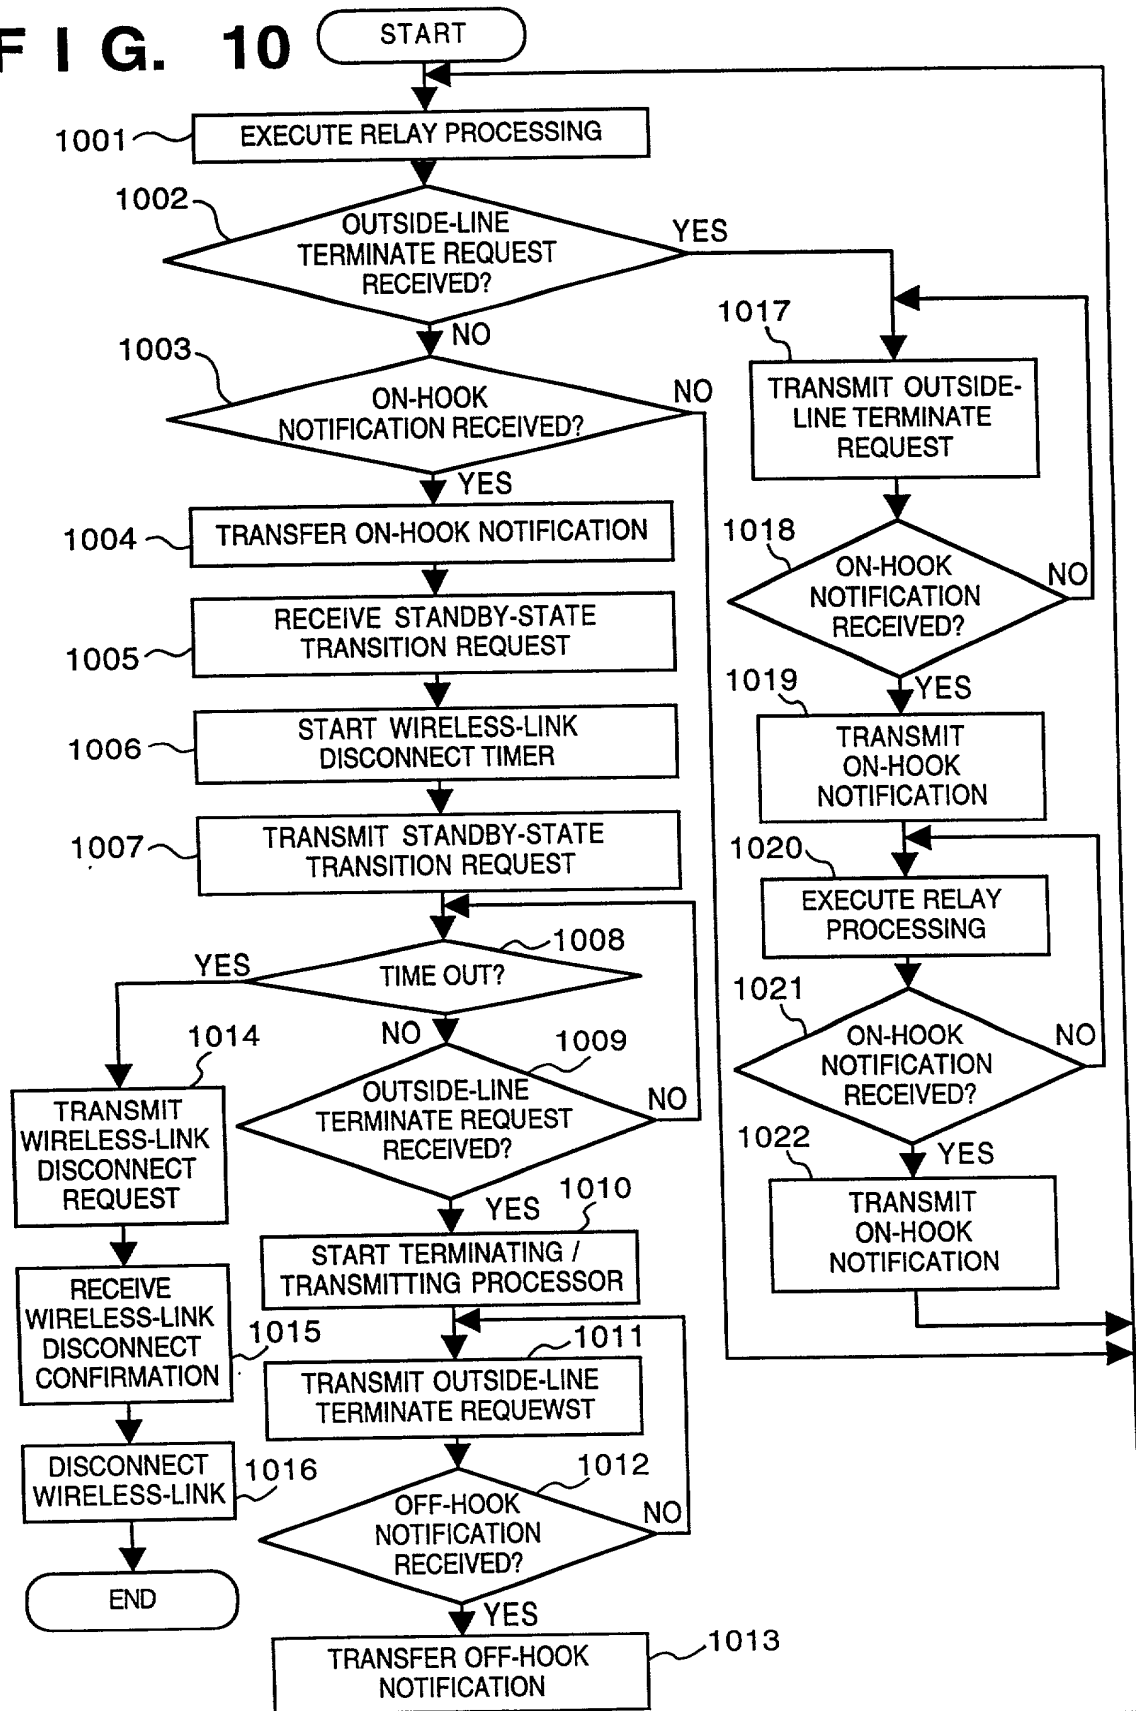 FIG. 10
START
1001
EXECUTE RELAY PROCESSING
1002
OUTSIDE-LINE
TERMINATE REQUEST
RECEIVED?
YES
NO
1003
ON-HOOK
NOTIFICATION RECEIVED?
NO
YES
1004
TRANSFER ON-HOOK NOTIFICATION
1005
RECEIVE STANDBY-STATE
TRANSITION REQUEST
1006
START WIRELESS-LINK
DISCONNECT TIMER
1007
TRANSMIT STANDBY-STATE
TRANSITION REQUEST
1008
TIME OUT?
YES
NO
1009
OUTSIDE-LINE
TERMINATE REQUEST
RECEIVED?
NO
YES
1010
START TERMINATING /
TRANSMITTING PROCESSOR
1011
TRANSMIT OUTSIDE-LINE
TERMINATE REQUEWST
1012
OFF-HOOK
NOTIFICATION
RECEIVED?
NO
YES
1013
TRANSFER OFF-HOOK
NOTIFICATION
1014
TRANSMIT
WIRELESS-LINK
DISCONNECT
REQUEST
RECEIVE
WIRELESS-LINK
DISCONNECT
CONFIRMATION
1015
DISCONNECT
WIRELESS-LINK
1016
END
1017
TRANSMIT OUTSIDE-
LINE TERMINATE
REQUEST
1018
ON-HOOK
NOTIFICATION
RECEIVED?
NO
YES
1019
TRANSMIT
ON-HOOK
NOTIFICATION
1020
EXECUTE RELAY
PROCESSING
1021
ON-HOOK
NOTIFICATION
RECEIVED?
NO
YES
1022
TRANSMIT
ON-HOOK
NOTIFICATION